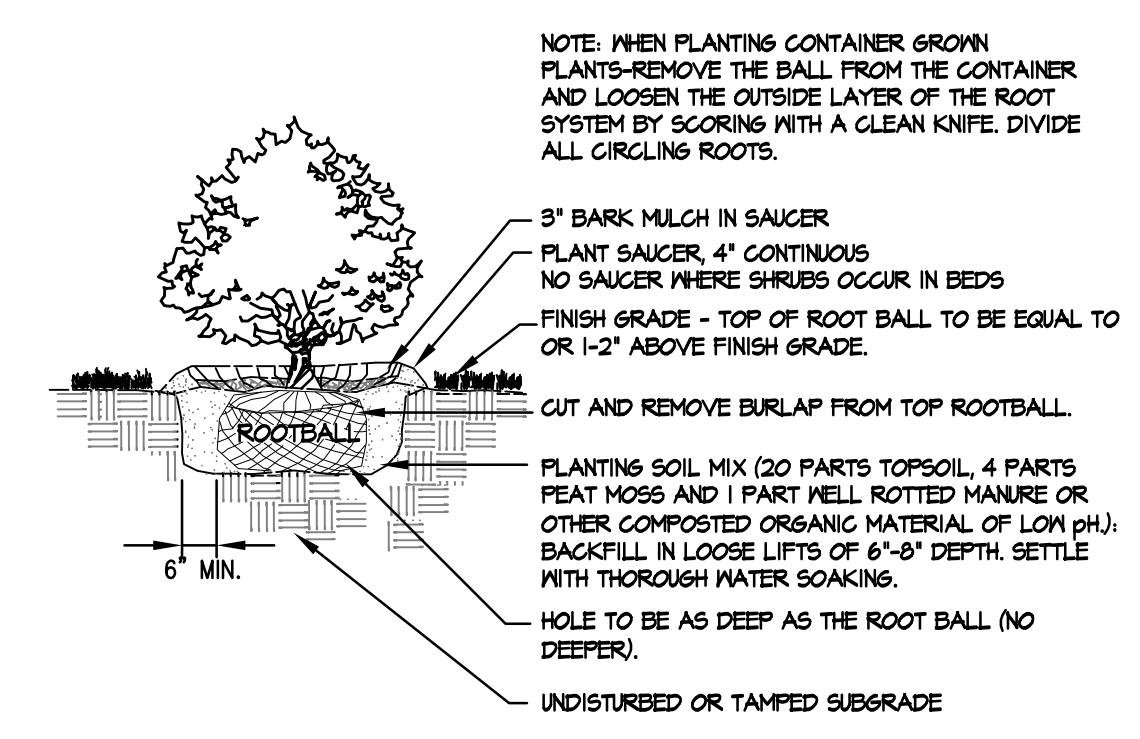 NOTE: WHEN PLANTING CONTAINER GROWN
PLANTS-REMOVE THE BALL FROM THE CONTAINER
AND LOOSEN THE OUTSIDE LAYER OF THE ROOT
SYSTEM BY SCORING WITH A CLEAN KNIFE. DIVIDE
ALL CIRCLING ROOTS.
3" BARK MULCH IN SAUCER
PLANT SAUCER, 4" CONTINUOUS
NO SAUCER WHERE SHRUBS OCCUR IN BEDS
FINISH GRADE - TOP OF ROOT BALL TO BE EQUAL TO
OR 1-2" ABOVE FINISH GRADE.
CUT AND REMOVE BURLAP FROM TOP ROOTBALL.
ROOTBALL
PLANTING SOIL MIX (20 PARTS TOPSOIL, 4 PARTS
PEAT MOSS AND 1 PART WELL ROTTED MANURE OR
OTHER COMPOSTED ORGANIC MATERIAL OF LOW pH.):
BACKFILL IN LOOSE LIFTS OF 6"-8" DEPTH. SETTLE
WITH THOROUGH WATER SOAKING.
6" MIN.
HOLE TO BE AS DEEP AS THE ROOT BALL (NO
DEEPER).
UNDISTURBED OR TAMPED SUBGRADE